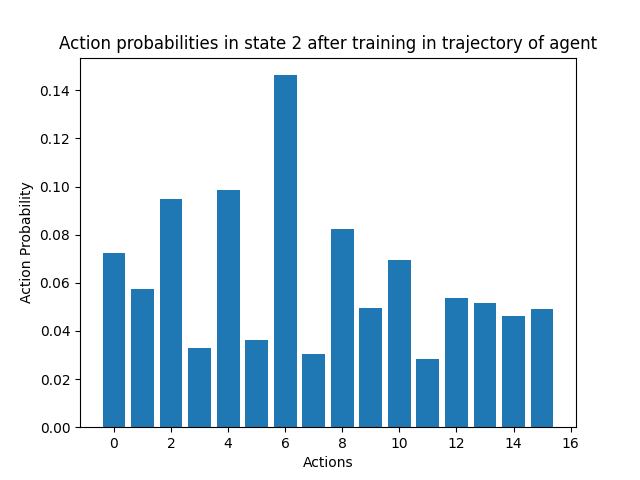 Action probabilities in state 2 after training in trajectory of agent
0.14
0.12
0.10
0.08
0.06
0.04
0.02
0.00
Action Probability
0 2 4 6 8 10 12 14 16
Actions